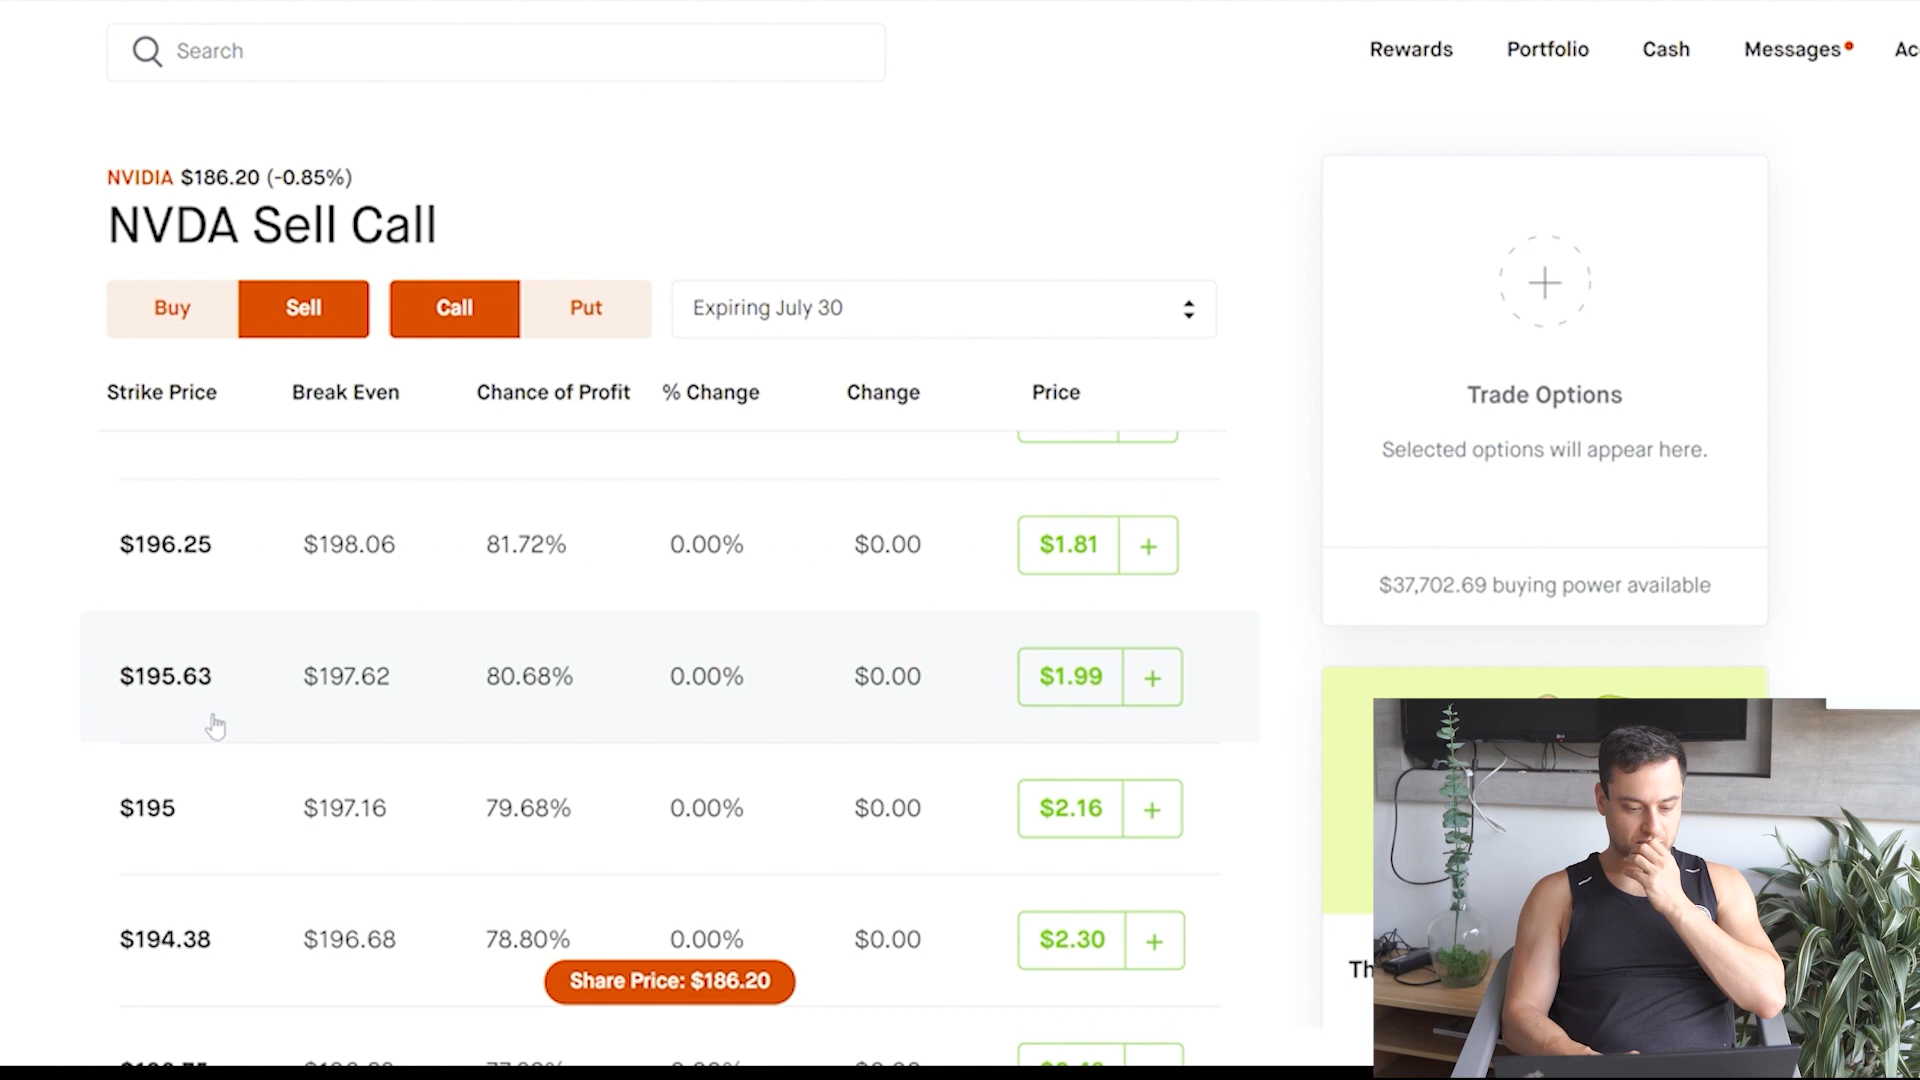 Search
Rewards Portfolio Cash Messages Ac
NVIDIA $186.20 (-0.85%)
NVDA Sell Call
Buy Sell Call Put Expiring July 30
Strike Price Break Even Chance of Profit % Change Change Price
$196.25 $198.06 81.72% 0.00% $0.00 $1.81 +
$195.63 $197.62 80.68% 0.00% $0.00 $1.99 +
$195 $197.16 79.68% 0.00% $0.00 $2.16 +
$194.38 $196.68 78.80% 0.00% $0.00 $2.30 +
Share Price: $186.20
Trade Options
Selected options will appear here.
$37,702.69 buying power available
Th